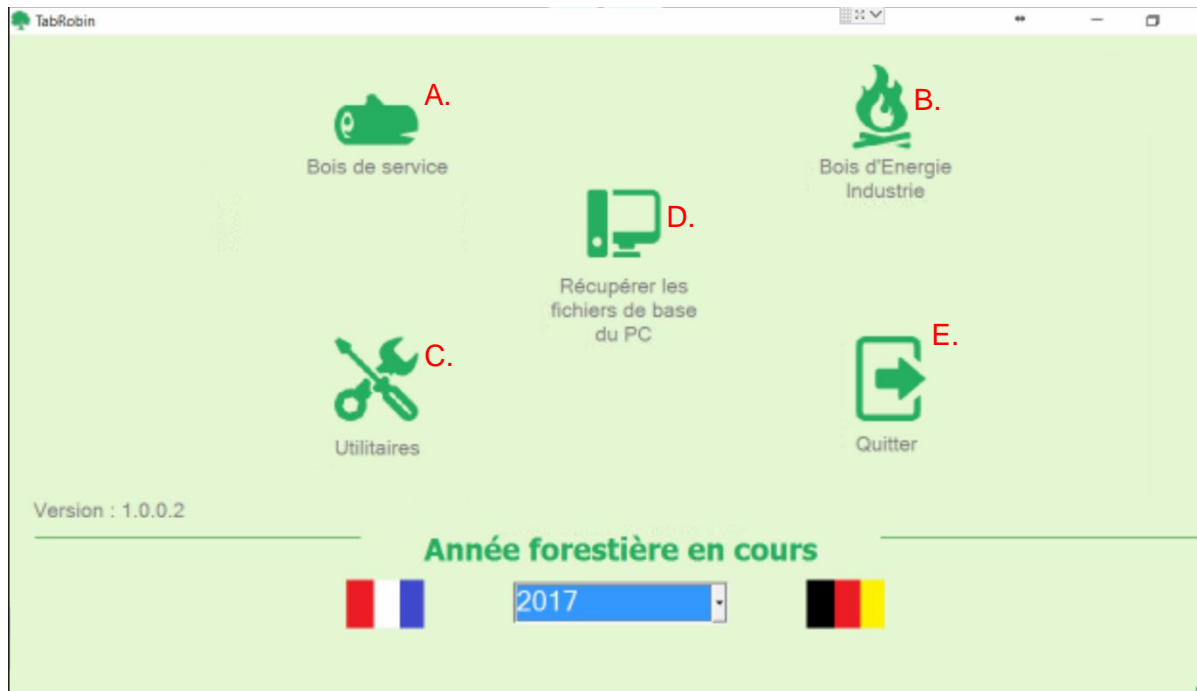 TabRobin
A.
B.
Bois de service
Bois d'Energie
Industrie
D.
Récupérer les
fichiers de base
du PC
C.
E.
Utilitaires
Quitter
Version : 1.0.0.2
Année forestière en cours
2017